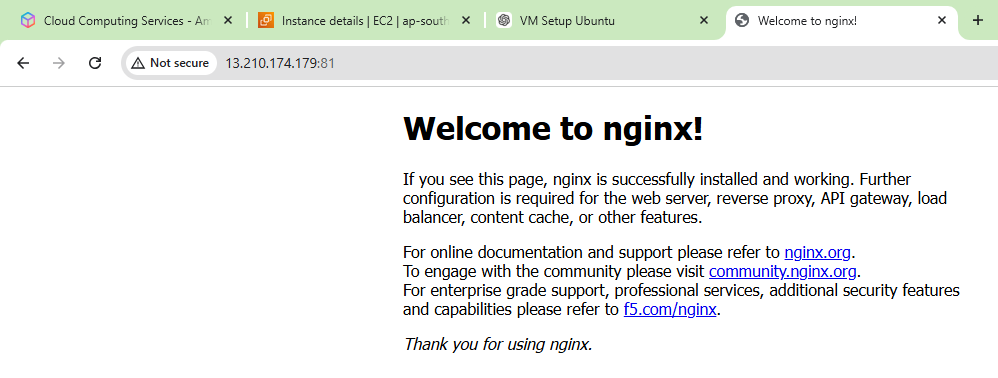 Cloud Computing Services - Am
Instance details | EC2 | ap-south
VM Setup Ubuntu
Welcome to nginx!
Not secure
13.210.174.179:81
Welcome to nginx!
If you see this page, nginx is successfully installed and working. Further
configuration is required for the web server, reverse proxy, API gateway, load
balancer, content cache, or other features.
For online documentation and support please refer to nginx.org.
To engage with the community please visit community.nginx.org.
For enterprise grade support, professional services, additional security features
and capabilities please refer to f5.com/nginx.
Thank you for using nginx.